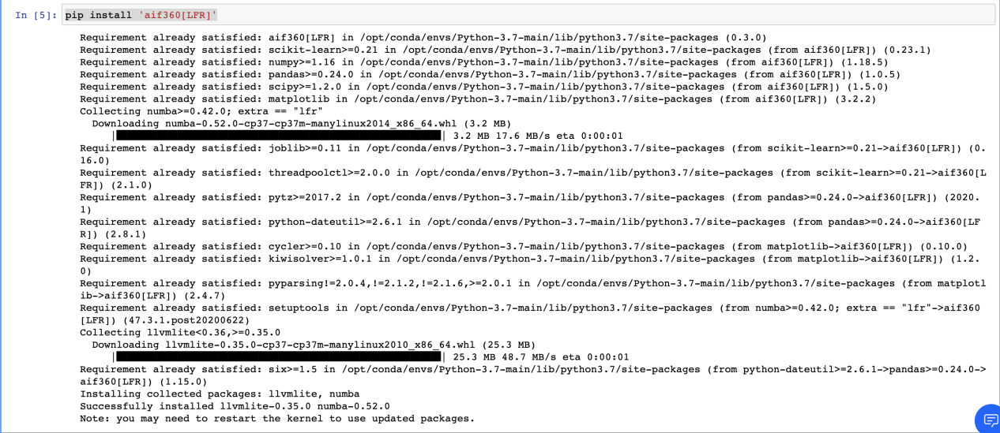 In [5]: pip install 'aif360[LFR]'
Requirement already satisfied: aif360[LFR] in /opt/conda/envs/Python-3.7-main/lib/python3.7/site-packages (0.3.0)
Requirement already satisfied: scikit-learn>=0.21 in /opt/conda/envs/Python-3.7-main/lib/python3.7/site-packages (from aif360[LFR]) (0.23.1)
Requirement already satisfied: numpy>=1.16 in /opt/conda/envs/Python-3.7-main/lib/python3.7/site-packages (from aif360[LFR]) (1.18.5)
Requirement already satisfied: pandas>=0.24.0 in /opt/conda/envs/Python-3.7-main/lib/python3.7/site-packages (from aif360[LFR]) (1.0.5)
Requirement already satisfied: scipy>=1.2.0 in /opt/conda/envs/Python-3.7-main/lib/python3.7/site-packages (from aif360[LFR]) (1.5.0)
Requirement already satisfied: matplotlib in /opt/conda/envs/Python-3.7-main/lib/python3.7/site-packages (from aif360[LFR]) (3.2.2)
Collecting numba>=0.42.0; extra == "lfr"
Downloading numba-0.52.0-cp37-cp37m-manylinux2014_x86_64.whl (3.2 MB)
|████████████████████████████████| 3.2 MB 17.6 MB/s eta 0:00:01
Requirement already satisfied: joblib>=0.11 in /opt/conda/envs/Python-3.7-main/lib/python3.7/site-packages (from scikit-learn>=0.21->aif360[LFR]) (0.
16.0)
Requirement already satisfied: threadpoolctl>=2.0.0 in /opt/conda/envs/Python-3.7-main/lib/python3.7/site-packages (from scikit-learn>=0.21->aif360[L
FR]) (2.1.0)
Requirement already satisfied: pytz>=2017.2 in /opt/conda/envs/Python-3.7-main/lib/python3.7/site-packages (from pandas>=0.24.0->aif360[LFR]) (2020.
1)
Requirement already satisfied: python-dateutil>=2.6.1 in /opt/conda/envs/Python-3.7-main/lib/python3.7/site-packages (from pandas>=0.24.0->aif360[LF
R]) (2.8.1)
Requirement already satisfied: cycler>=0.10 in /opt/conda/envs/Python-3.7-main/lib/python3.7/site-packages (from matplotlib->aif360[LFR]) (0.10.0)
Requirement already satisfied: kiwisolver>=1.0.1 in /opt/conda/envs/Python-3.7-main/lib/python3.7/site-packages (from matplotlib->aif360[LFR]) (1.2.
0)
Requirement already satisfied: pyparsing!=2.0.4,!=2.1.2,!=2.1.6,>=2.0.1 in /opt/conda/envs/Python-3.7-main/lib/python3.7/site-packages (from matplotl
ib->aif360[LFR]) (2.4.7)
Requirement already satisfied: setuptools in /opt/conda/envs/Python-3.7-main/lib/python3.7/site-packages (from numba>=0.42.0; extra == "lfr"->aif360
[LFR]) (47.3.1.post20200622)
Collecting llvmlite<0.36,>=0.35.0
Downloading llvmlite-0.35.0-cp37-cp37m-manylinux2010_x86_64.whl (25.3 MB)
|████████████████████████████████| 25.3 MB 48.7 MB/s eta 0:00:01
Requirement already satisfied: six>=1.5 in /opt/conda/envs/Python-3.7-main/lib/python3.7/site-packages (from python-dateutil>=2.6.1->pandas>=0.24.0->
aif360[LFR]) (1.15.0)
Installing collected packages: llvmlite, numba
Successfully installed llvmlite-0.35.0 numba-0.52.0
Note: you may need to restart the kernel to use updated packages.